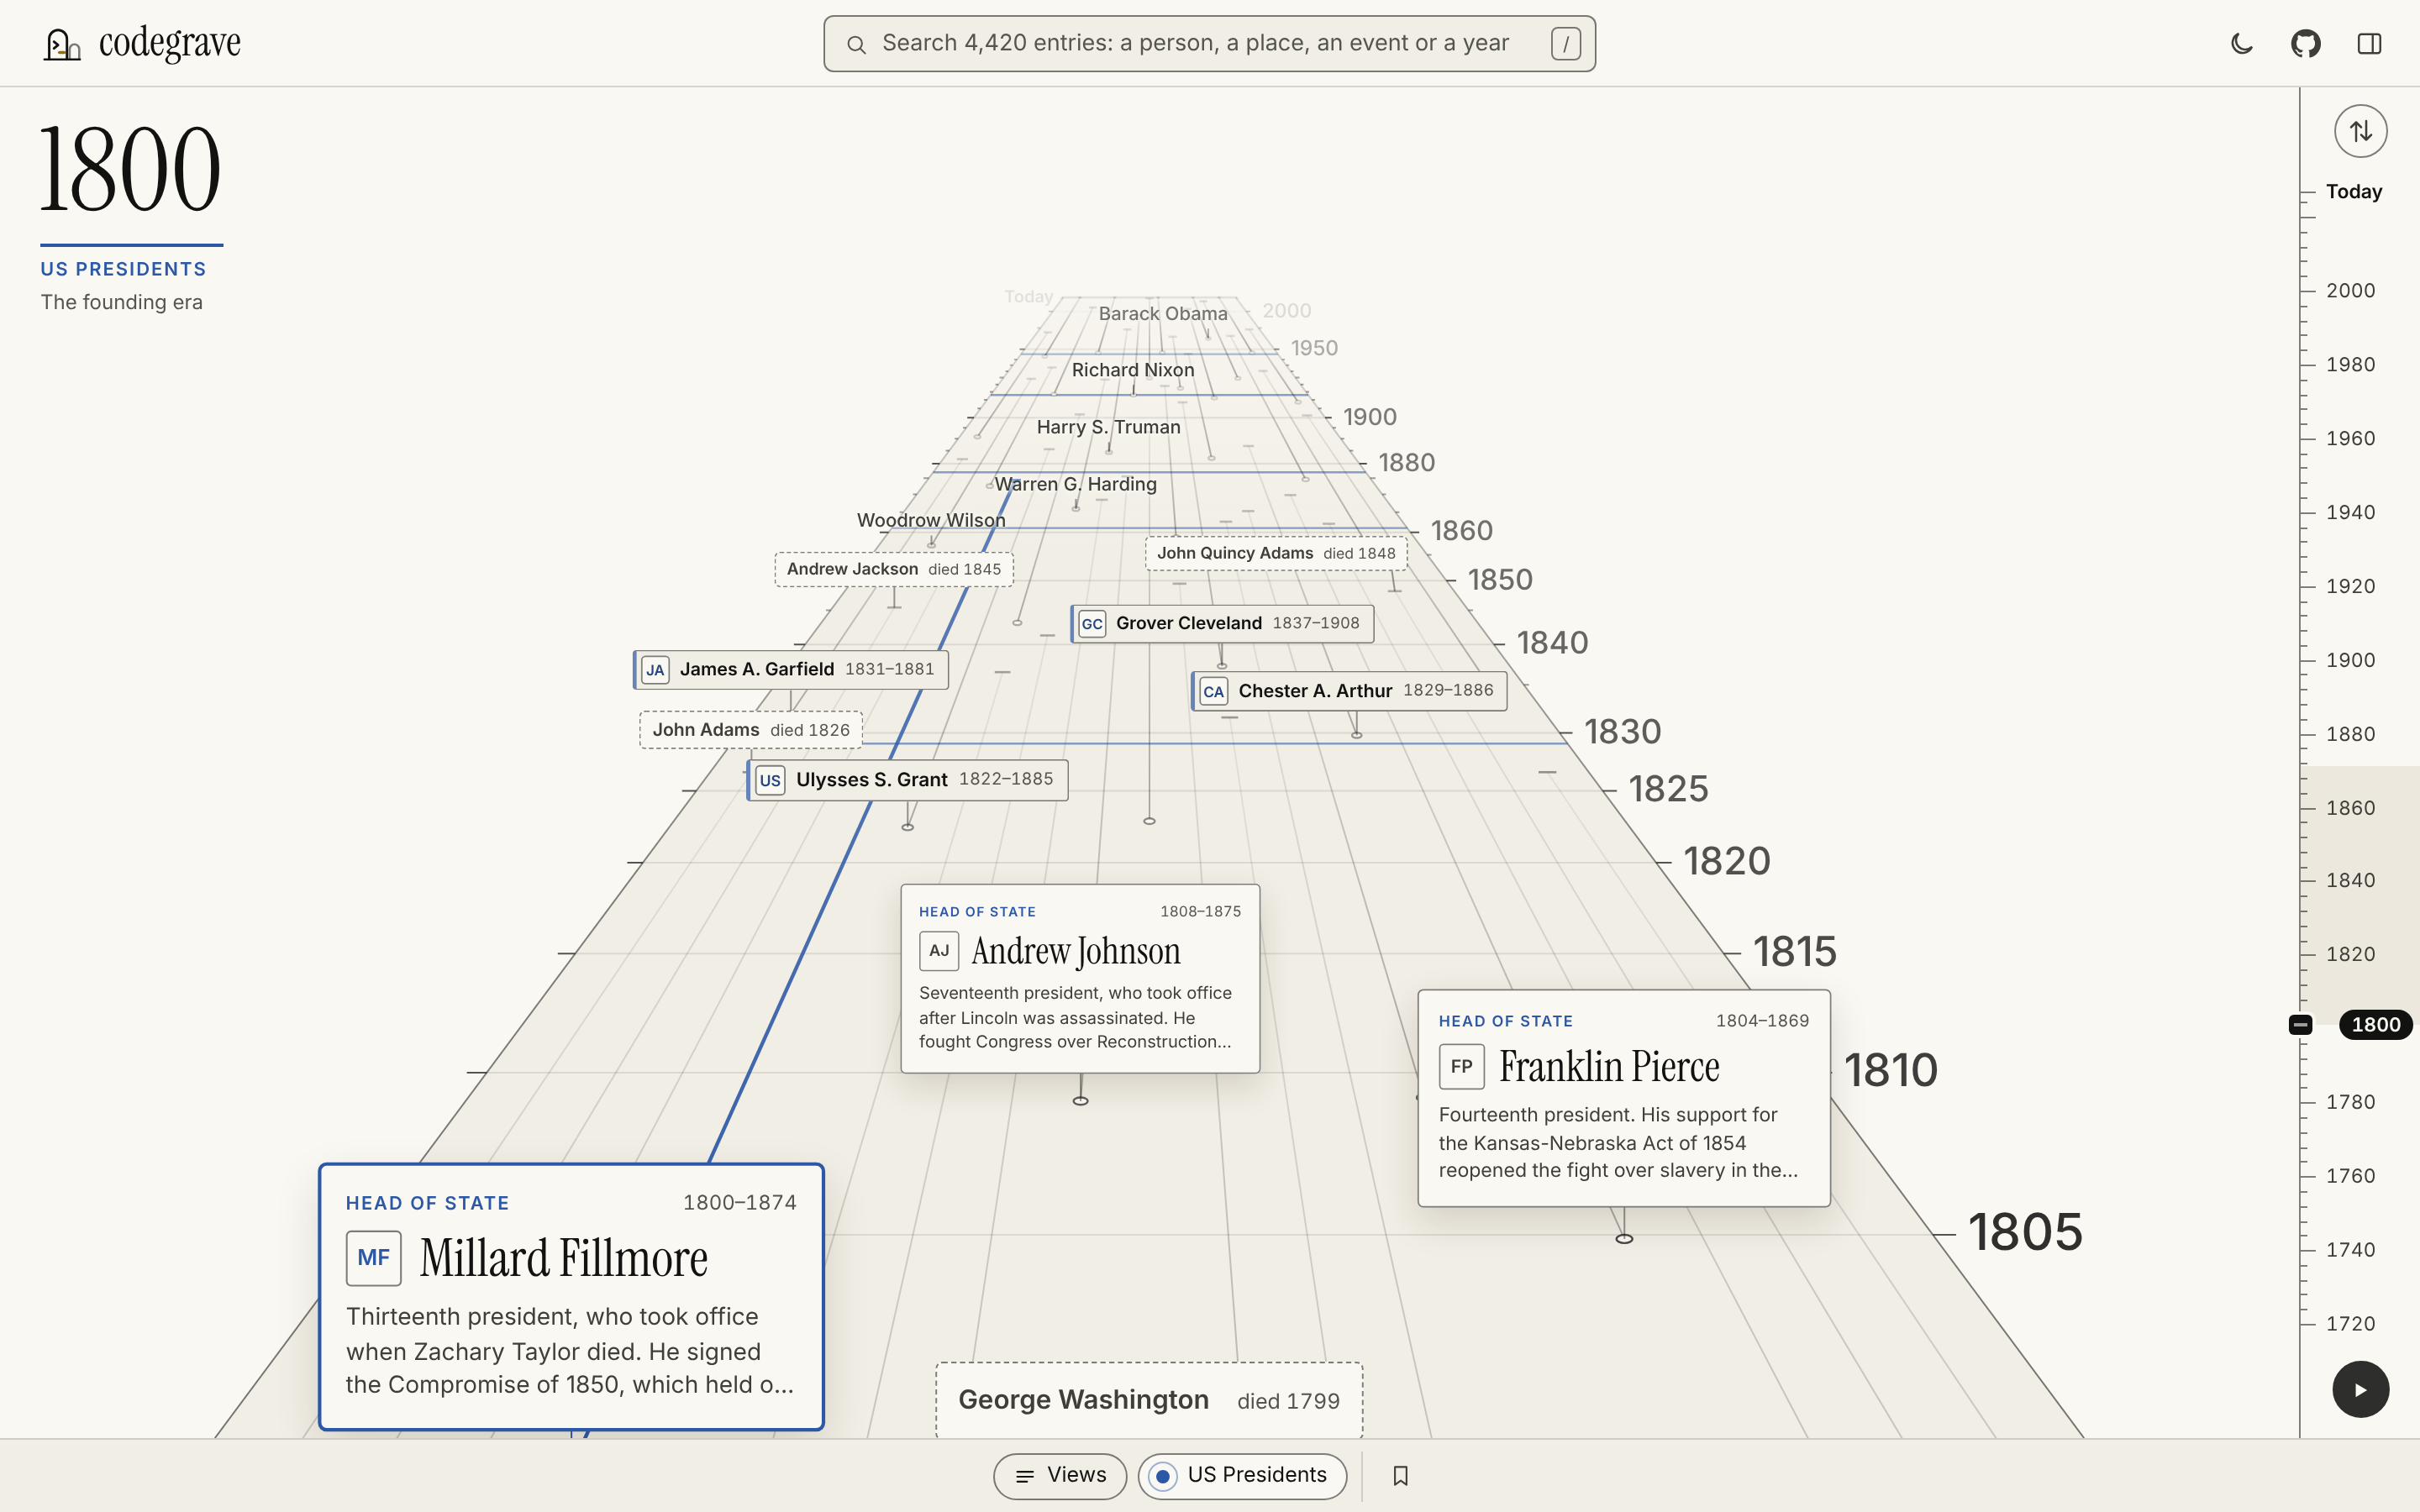 codegrave
Search 4,420 entries: a person, a place, an event or a year
/
1800
US PRESIDENTS
The founding era
Today
2000
Barack Obama
1950
Richard Nixon
1900
Harry S. Truman
1880
Warren G. Harding
Woodrow Wilson
1860
John Quincy Adams died 1848
Andrew Jackson died 1845
1850
GC Grover Cleveland 1837–1908
1840
JA James A. Garfield 1831–1881
CA Chester A. Arthur 1829–1886
John Adams died 1826
1830
US Ulysses S. Grant 1822–1885
1825
1820
HEAD OF STATE 1808–1875
AJ Andrew Johnson
Seventeenth president, who took office
after Lincoln was assassinated. He
fought Congress over Reconstruction...
1815
HEAD OF STATE 1804–1869
FP Franklin Pierce
Fourteenth president. His support for
the Kansas-Nebraska Act of 1854
reopened the fight over slavery in the...
1810
HEAD OF STATE 1800–1874
MF Millard Fillmore
Thirteenth president, who took office
when Zachary Taylor died. He signed
the Compromise of 1850, which held o...
1805
George Washington died 1799
Today
2000
1980
1960
1940
1920
1900
1880
1860
1840
1820
1800
1780
1760
1740
1720
Views
US Presidents